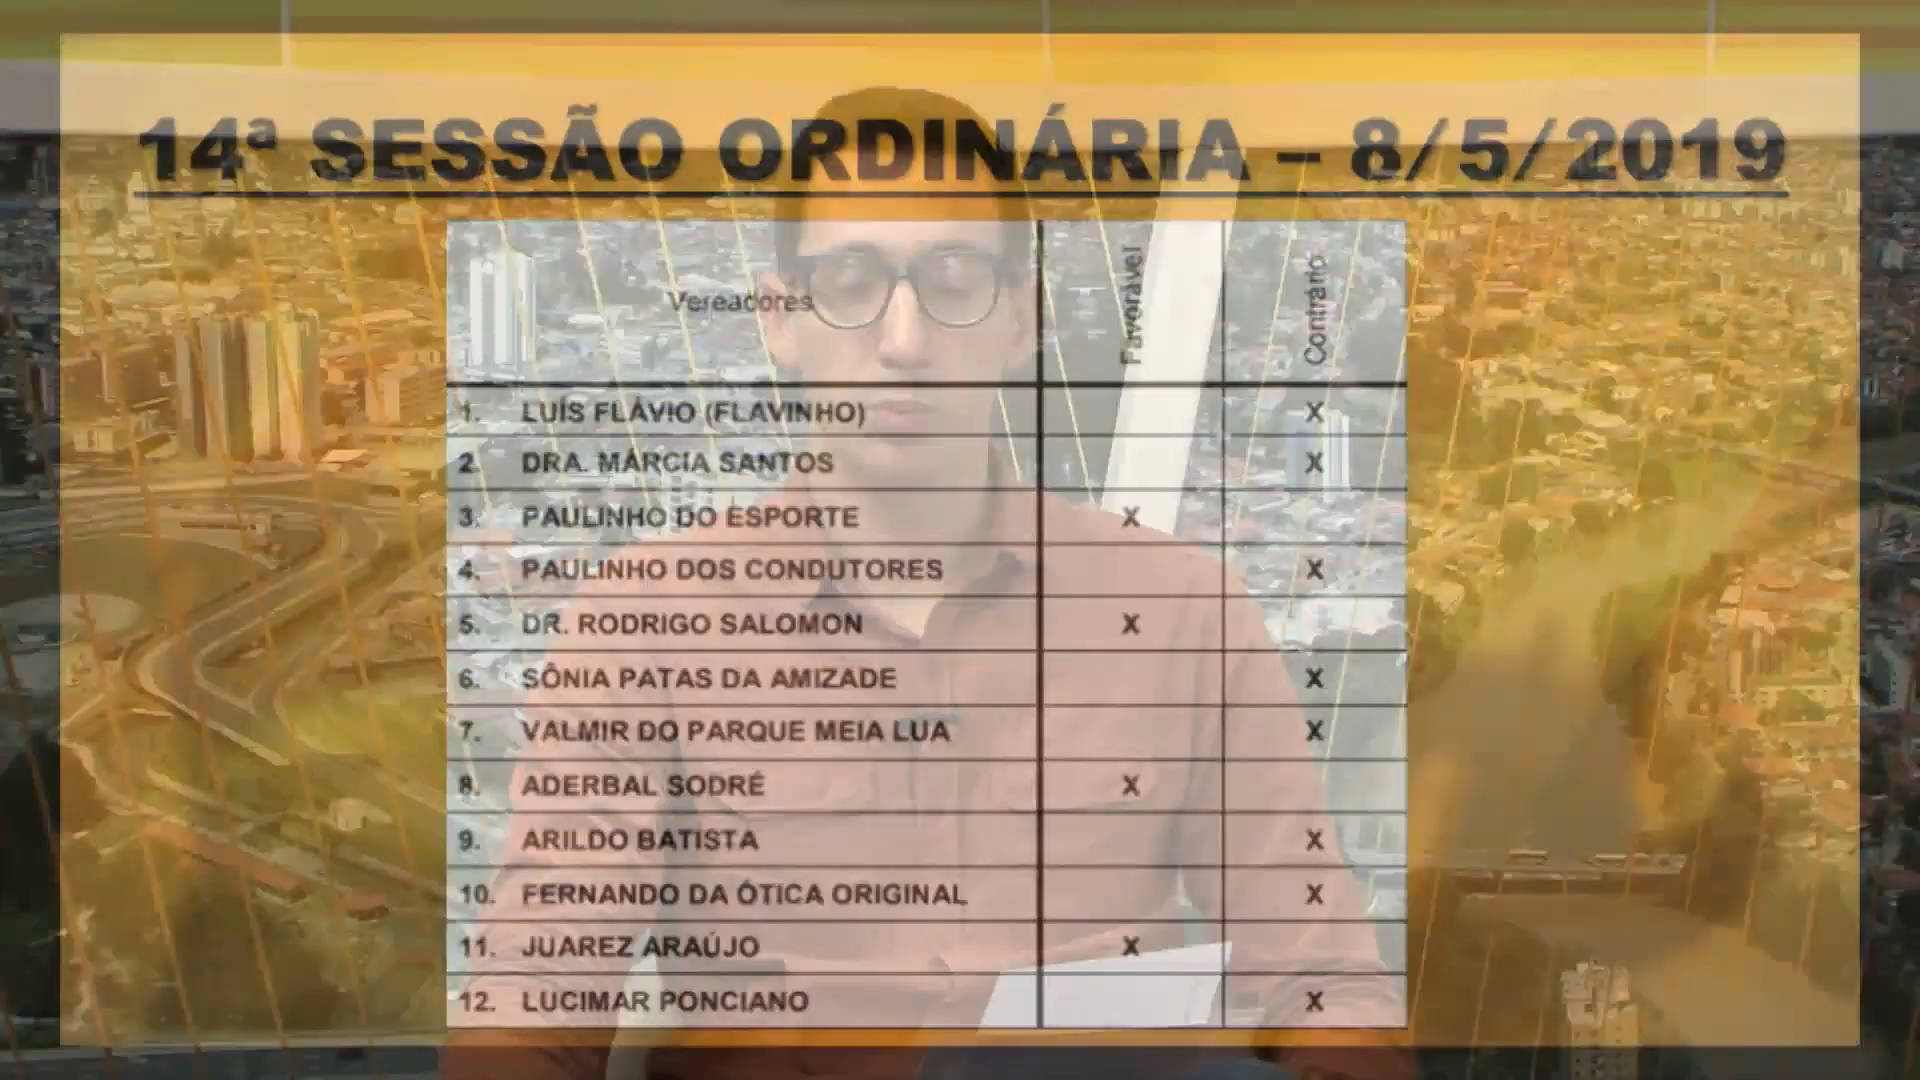 14ª SESSÃO ORDINÁRIA – 8/5/2019
Vereadores Favorável Contrário
1. LUÍS FLÁVIO (FLAVINHO) X
2. DRA. MÁRCIA SANTOS X
3. PAULINHO DO ESPORTE X
4. PAULINHO DOS CONDUTORES X
5. DR. RODRIGO SALOMON X
6. SÔNIA PATAS DA AMIZADE X
7. VALMIR DO PARQUE MEIA LUA X
8. ADERBAL SODRÉ X
9. ARILDO BATISTA X
10. FERNANDO DA ÓTICA ORIGINAL X
11. JUAREZ ARAÚJO X
12. LUCIMAR PONCIANO X